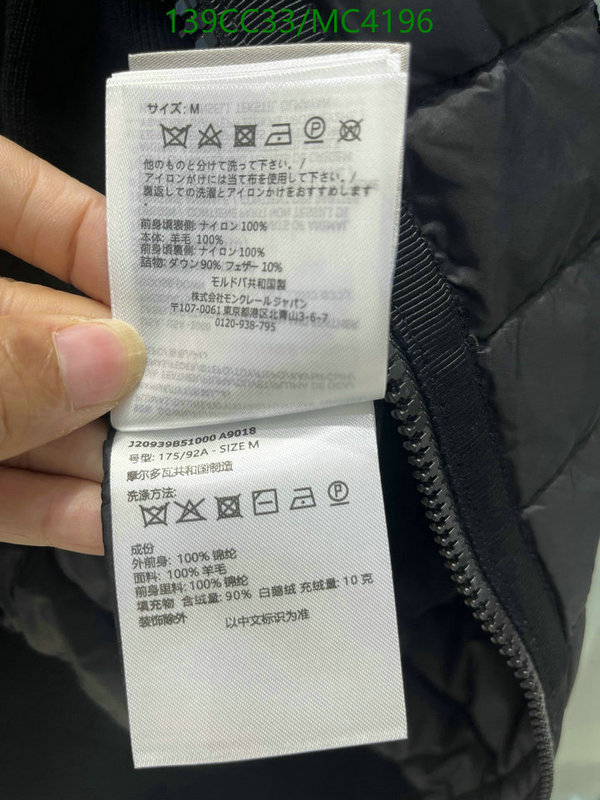 139CC33/MC4196
サイズ: M
他のものと分けて洗って下さい。/
アイロンがけには当て布を使用して下さい。/
裏返しての洗濯とアイロンかけをおすすめします
.
前身頃表側: ナイロン 100%
本体: 羊毛 100%
前身頃裏側: ナイロン 100%
詰物: ダウン 90% フェザー 10%
モルドバ共和国製
株式会社モンクレールジャパン
〒107-0061 東京都港区北青山3-6-7
0120-938-795
J20939B51000 A9018
号型: 175/92A - SIZE M
摩尔多瓦共和国制造
洗涤方法:
成份
外前身: 100% 锦纶
面料: 100% 羊毛
前身里料: 100% 锦纶
填充物 含绒量: 90% 白鹅绒 充绒量: 10 克
装饰除外 以中文标识为准